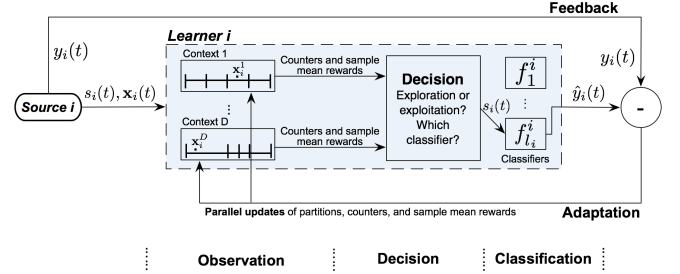 Feedback
y_i(t)
Learner i
Context 1
x_i^1
Counters and sample
mean rewards
Decision
Exploration or
exploitation?
Which
classifier?
f_1^i
y_i(t)
Source i
s_i(t), x_i(t)
⋮
s_i(t)
⋮
ŷ_i(t)
-
Context D
x_i^D
Counters and sample
mean rewards
f_{l_i}^i
Classifiers
Parallel updates of partitions, counters, and sample mean rewards
Adaptation
Observation
Decision
Classification